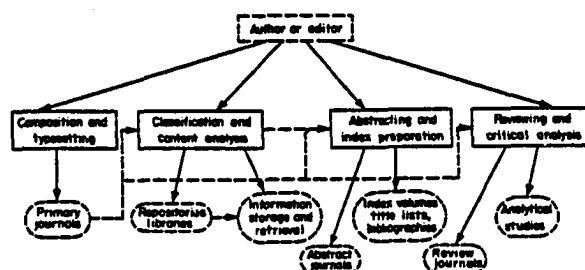 Author or editor
Composition and
typesetting
Classification and
content analysis
Abstracting and
index preparation
Reviewing and
critical analysis
Primary
journals
Repositories
libraries
Information
storage and
retrieval
Abstract
journals
Index volumes
title lists,
bibliographies
Review
journals
Analytical
studies